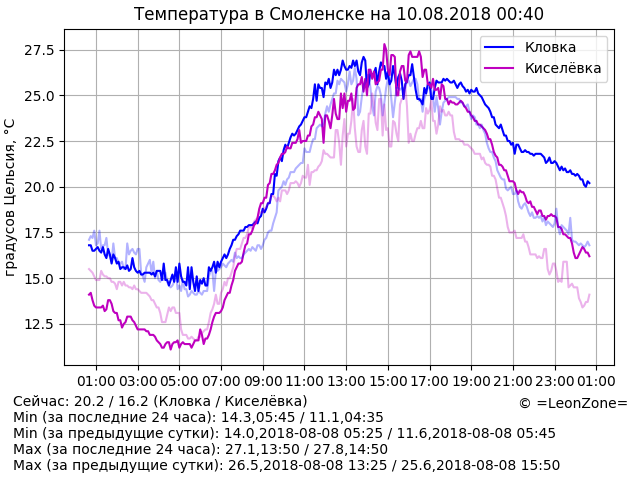 Температура в Смоленске на 10.08.2018 00:40
Кловка
Киселёвка
градусов Цельсия, °C
27.5
25.0
22.5
20.0
17.5
15.0
12.5
01:00 03:00 05:00 07:00 09:00 11:00 13:00 15:00 17:00 19:00 21:00 23:00 01:00
Сейчас: 20.2 / 16.2 (Кловка / Киселёвка)
© =LeonZone=
Min (за последние 24 часа): 14.3,05:45 / 11.1,04:35
Min (за предыдущие сутки): 14.0,2018-08-08 05:25 / 11.6,2018-08-08 05:45
Max (за последние 24 часа): 27.1,13:50 / 27.8,14:50
Max (за предыдущие сутки): 26.5,2018-08-08 13:25 / 25.6,2018-08-08 15:50